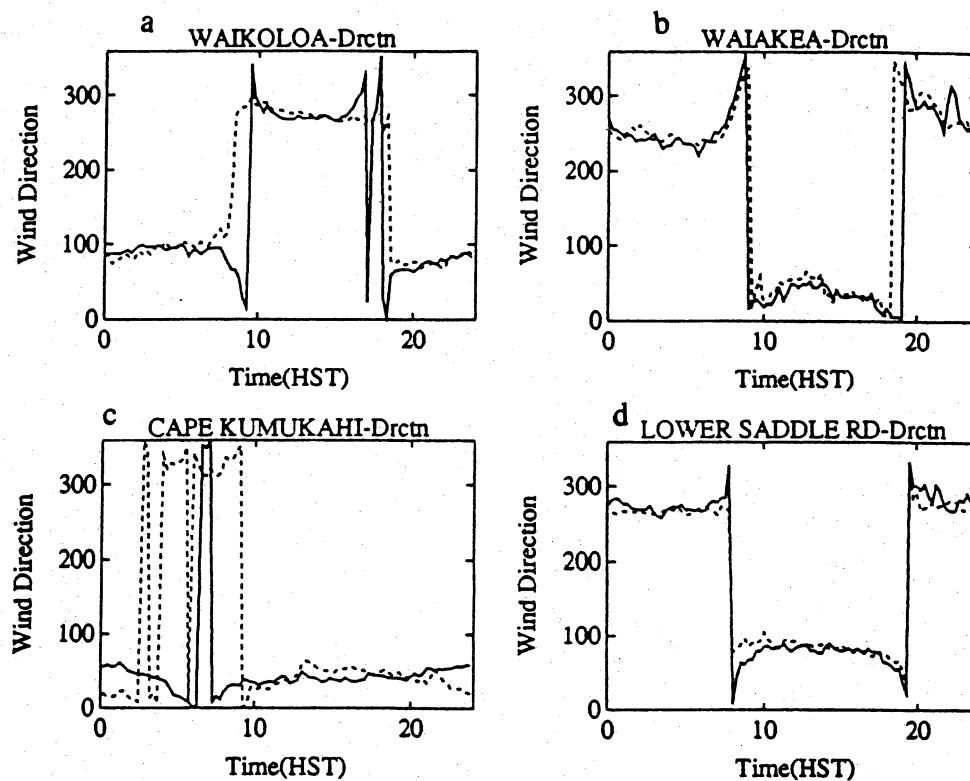 a
WAIKOLOA-Drctn
Wind Direction
300
200
100
0
0
10
20
Time(HST)
b
WAIAKEA-Drctn
Wind Direction
300
200
100
0
0
10
20
Time(HST)
c
CAPE KUMUKAHI-Drctn
Wind Direction
300
200
100
0
0
10
20
Time(HST)
d
LOWER SADDLE RD-Drctn
Wind Direction
300
200
100
0
0
10
20
Time(HST)